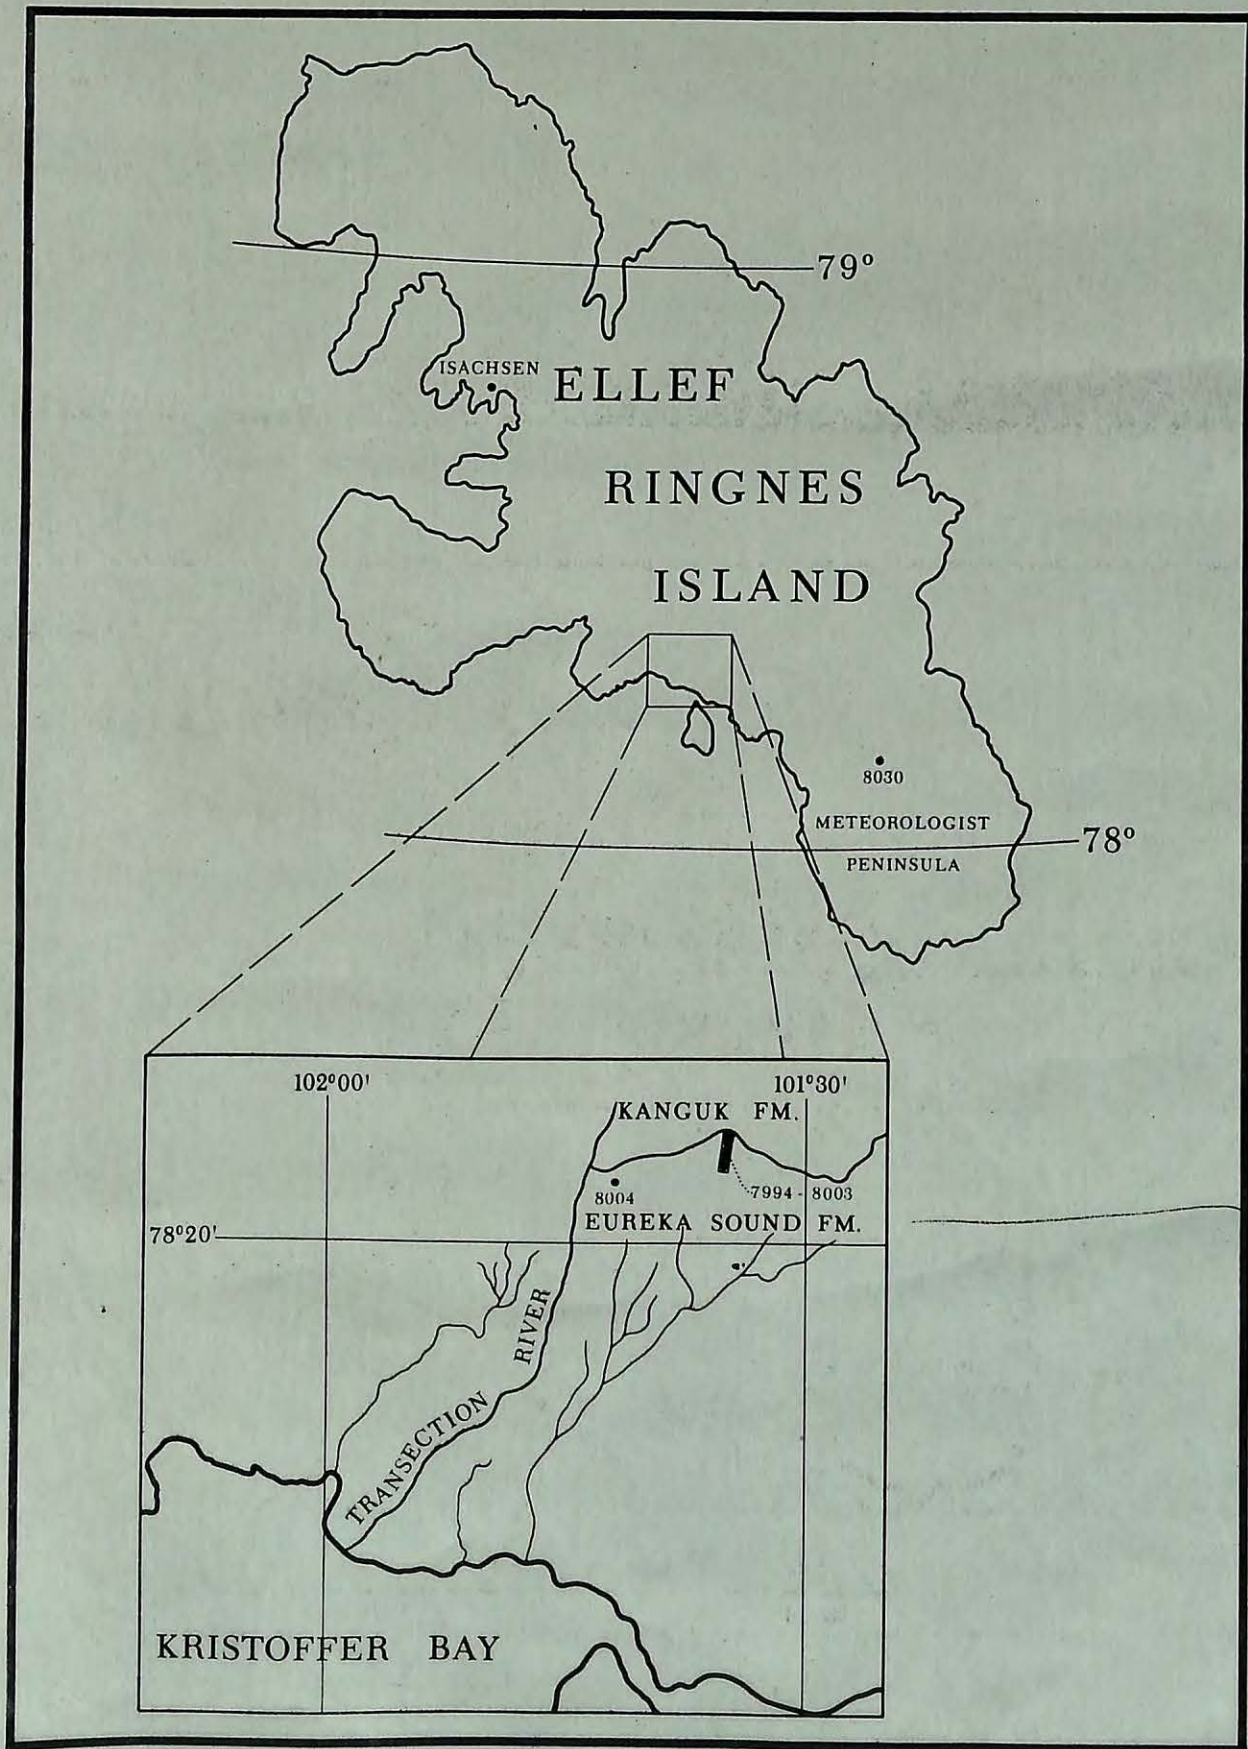 79°
ISACHSEN
ELLEF
RINGNES
ISLAND
8030
METEOROLOGIST
78°
PENINSULA
102°00'
101°30'
KANGUK FM.
8004
7994 - 8003
EUREKA SOUND FM.
78°20'
TRANSECTION RIVER
KRISTOFFER BAY